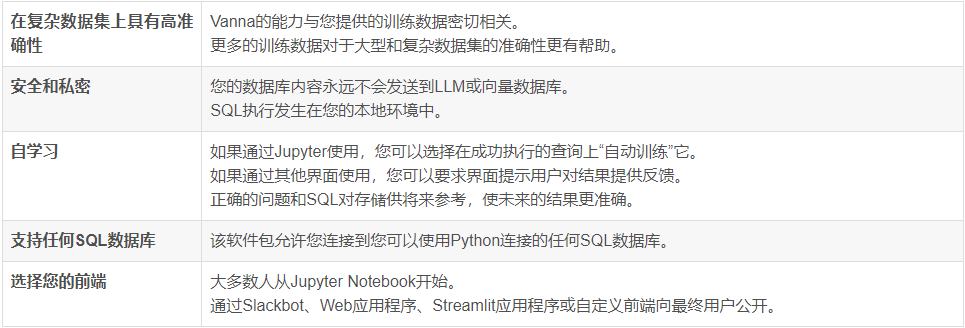 在复杂数据集上具有高准确性
Vanna的能力与您提供的训练数据密切相关。
更多的训练数据对于大型和复杂数据集的准确性更有帮助。
安全和私密
您的数据库内容永远不会发送到LLM或向量数据库。
SQL执行发生在您的本地环境中。
自学习
如果通过Jupyter使用，您可以选择在成功执行的查询上“自动训练”它。
如果通过其他界面使用，您可以要求界面提示用户对结果提供反馈。
正确的问题和SQL对存储供将来参考，使未来的结果更准确。
支持任何SQL数据库
该软件包允许您连接到您可以使用Python连接的任何SQL数据库。
选择您的前端
大多数人从Jupyter Notebook开始。
通过Slackbot、Web应用程序、Streamlit应用程序或自定义前端向最终用户公开。